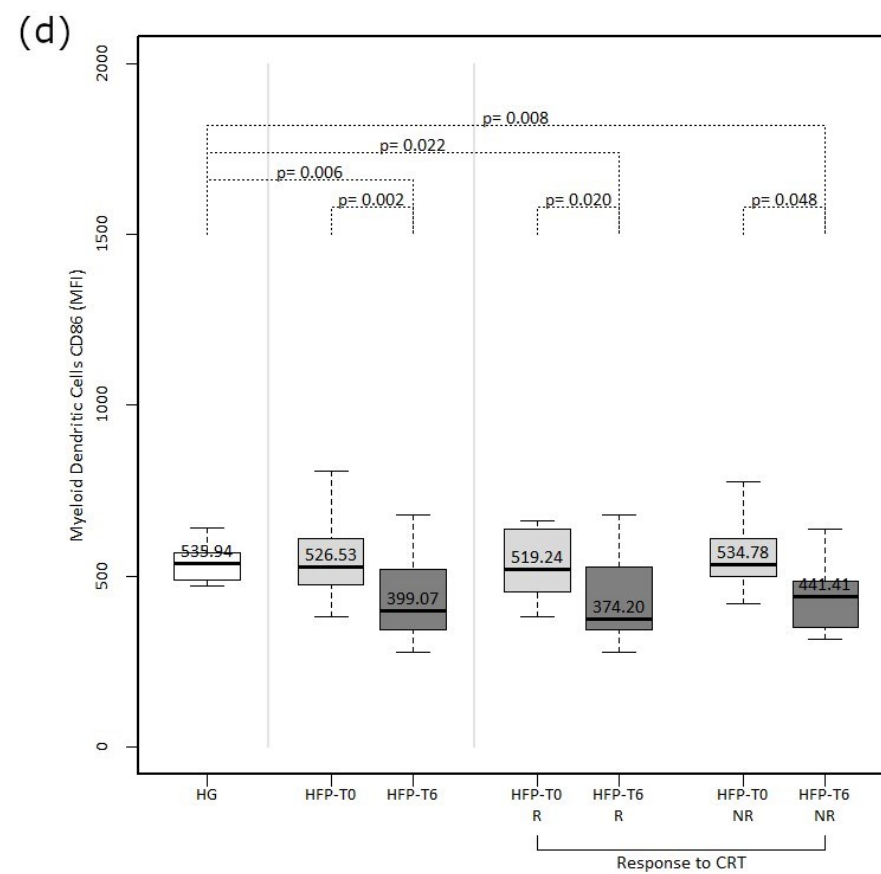 (d)
2000
1500
1000
500
0
Myeloid Dendritic Cells CD86 (MFI)
p= 0.008
p= 0.022
p= 0.006
p= 0.002
p= 0.020
p= 0.048
535.94
526.53
399.07
519.24
374.20
534.78
441.41
HG
HFP-T0
HFP-T6
HFP-T0
R
HFP-T6
R
HFP-T0
NR
HFP-T6
NR
Response to CRT